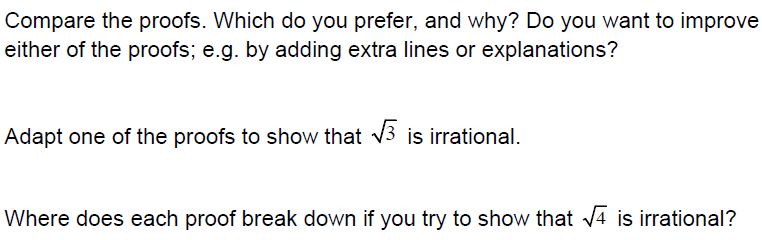 Compare the proofs. Which do you prefer, and why? Do you want to improve
either of the proofs; e.g. by adding extra lines or explanations?
Adapt one of the proofs to show that √3 is irrational.
Where does each proof break down if you try to show that √4 is irrational?